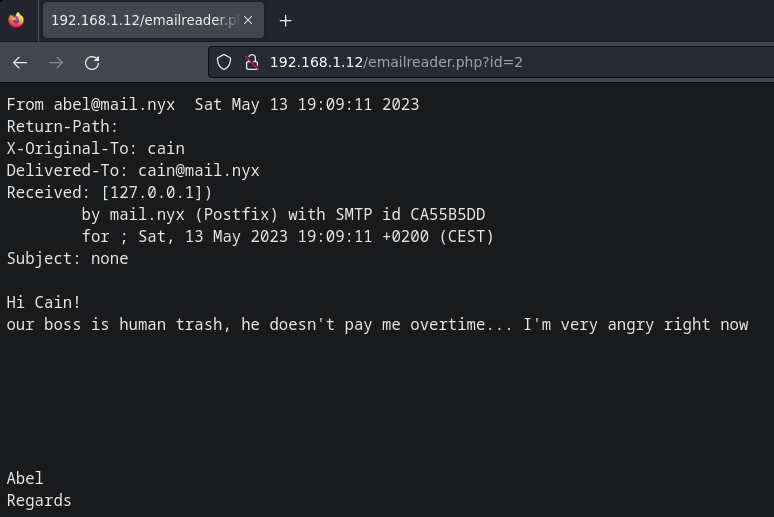 192.168.1.12/emailreader.p
192.168.1.12/emailreader.php?id=2
From abel@mail.nyx  Sat May 13 19:09:11 2023
Return-Path:
X-Original-To: cain
Delivered-To: cain@mail.nyx
Received: [127.0.0.1])
        by mail.nyx (Postfix) with SMTP id CA55B5DD
        for ; Sat, 13 May 2023 19:09:11 +0200 (CEST)
Subject: none
Hi Cain!
our boss is human trash, he doesn't pay me overtime... I'm very angry right now
Abel
Regards